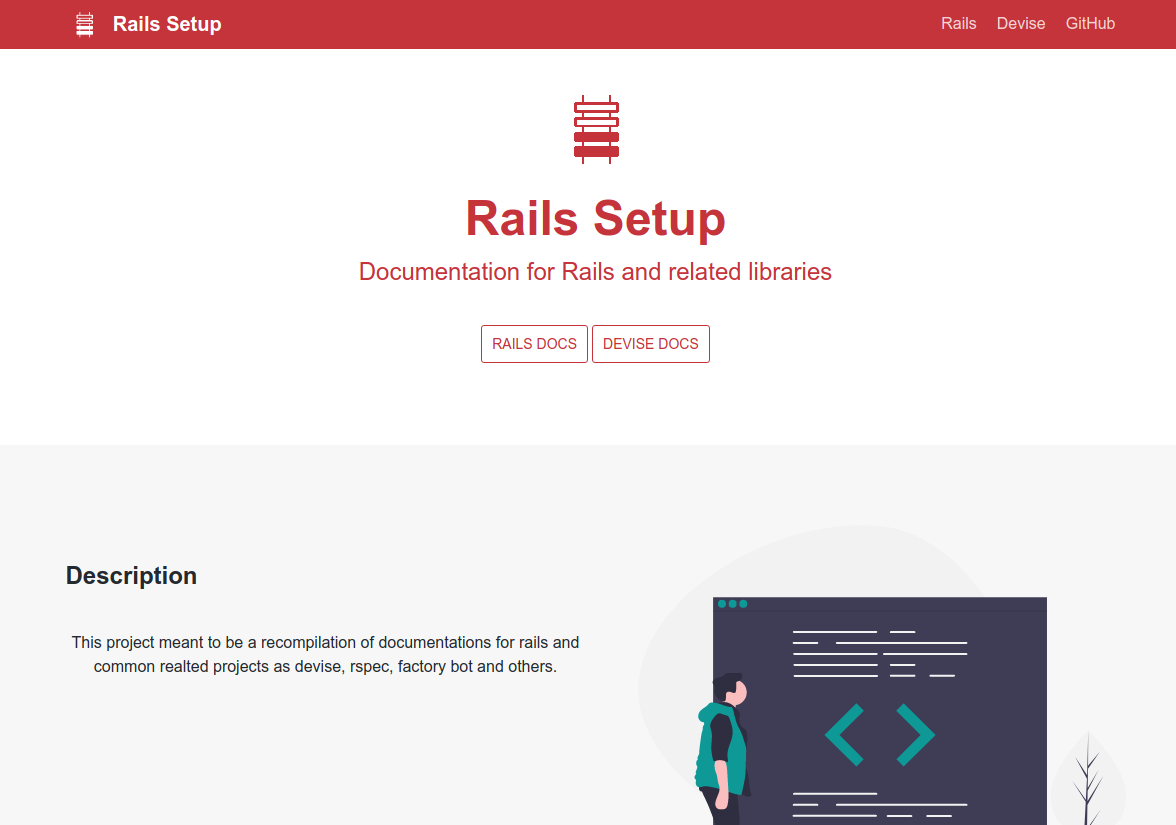 Rails Setup
Rails Devise GitHub
Rails Setup
Documentation for Rails and related libraries
RAILS DOCS DEVISE DOCS
Description
This project meant to be a recompilation of documentations for rails and
common realted projects as devise, rspec, factory bot and others.